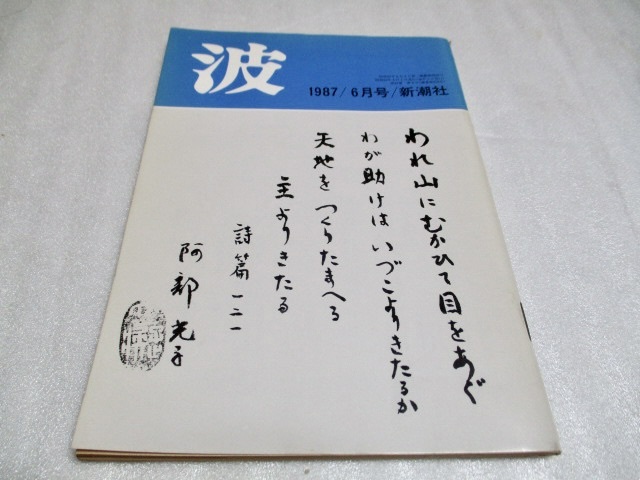 波
1987/6月号/新潮社
われ山にむかひて目をあぐ
わが助けはいづこよりきたるか
天地をつくりたまへる
主よりきたる
詩篇一二一
阿部光子